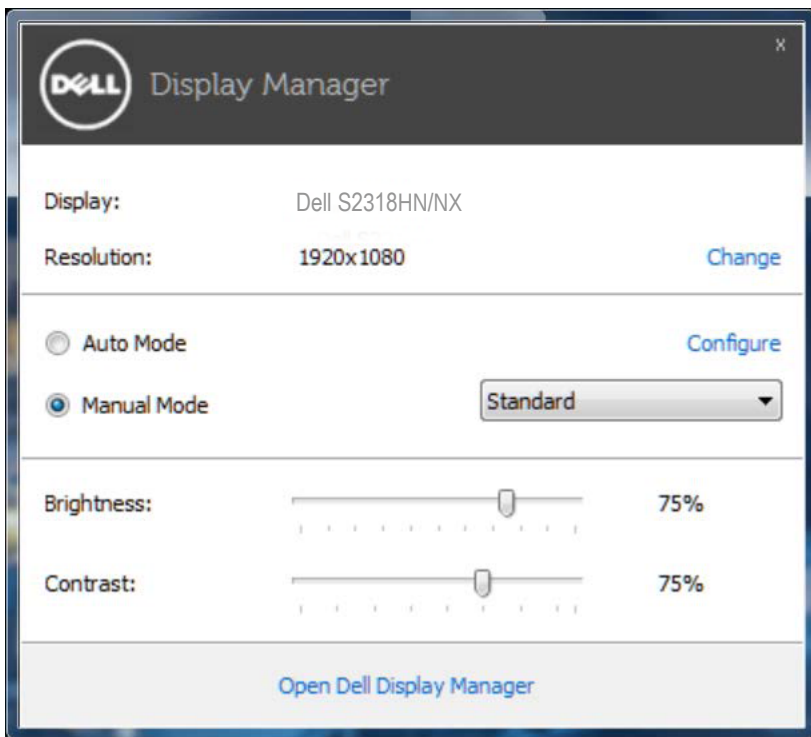 DELL
Display Manager
x
Display: Dell S2318HN/NX
Resolution: 1920x1080 Change
Auto Mode Configure
Manual Mode Standard
Brightness: 75%
Contrast: 75%
Open Dell Display Manager